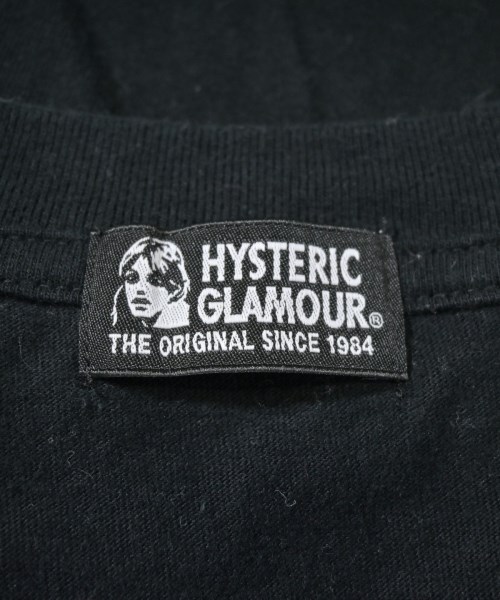 HYSTERIC
GLAMOUR®
THE ORIGINAL SINCE 1984